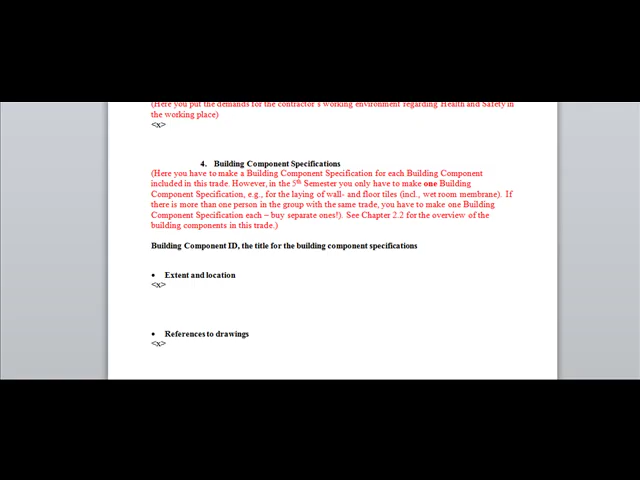 (Here you put the demands for the contractor's working environment regarding Health and Safety in
the working place)
<x>
4. Building Component Specifications
(Here you have to make a Building Component Specification for each Building Component
included in this trade. However, in the 5th Semester you only have to make one Building
Component Specification, e.g., for the laying of wall- and floor tiles (incl., wet room membrane). If
there is more than one person in the group with the same trade, you have to make one Building
Component Specification each – buy separate ones!). See Chapter 2.2 for the overview of the
building components in this trade.)
Building Component ID, the title for the building component specifications
• Extent and location
<x>
• References to drawings
<x>